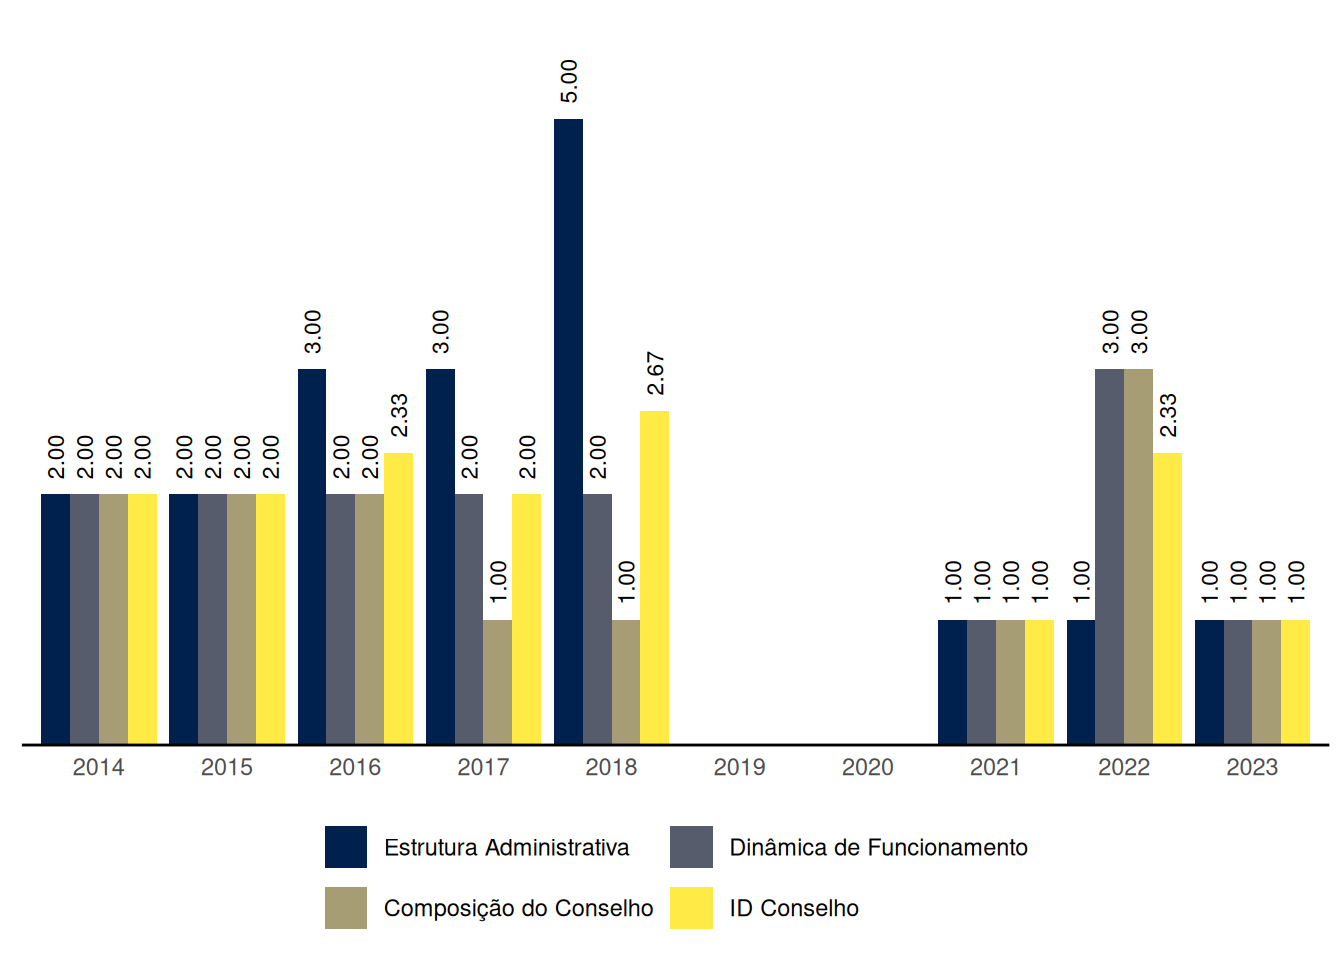 5.00
3.00 3.00 3.00 3.00
2.67
2.33 2.33
2.00 2.00 2.00 2.00 2.00 2.00 2.00 2.00 2.00 2.00 2.00 2.00 2.00
1.00 1.00 1.00 1.00 1.00 1.00 1.00 1.00 1.00 1.00 1.00
2014 2015 2016 2017 2018 2019 2020 2021 2022 2023
Estrutura Administrativa Dinâmica de Funcionamento
Composição do Conselho ID Conselho